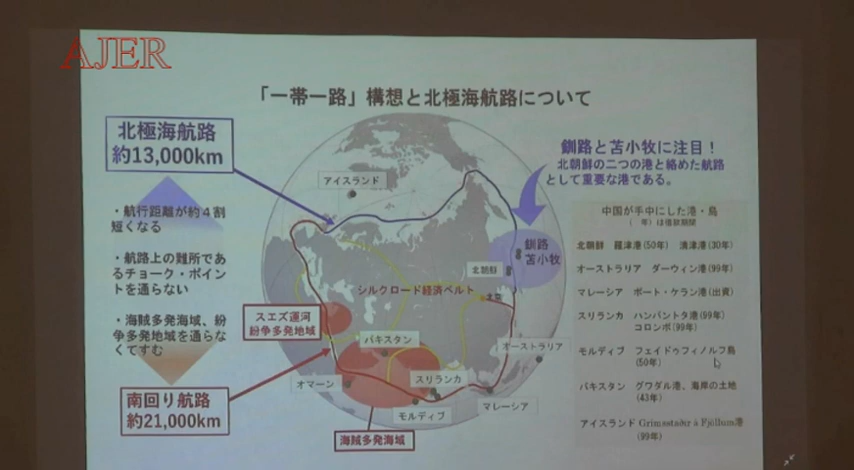 AJER
「一帯一路」構想と北極海航路について
北極海航路
約13,000km
・航行距離が約4割
短くなる
・航路上の難所であ
るチョーク・ポイン
トを通らない
・海賊多発海域、紛
争多発地域を通らな
くてすむ
南回り航路
約21,000km
アイスランド
シルクロード経済ベルト
北京
北朝鮮
釧路
苫小牧
スエズ運河
紛争多発地域
パキスタン
オマーン
スリランカ
モルディブ
マレーシア
オーストラリア
海賊多発海域
釧路と苫小牧に注目！
北朝鮮の二つの港と絡めた航路
として重要な港である。
中国が手中にした港・島
北朝鮮 羅津港(50年) 清津港(30年)
オーストラリア ダーウィン港(99年)
マレーシア ポート・ケラン港(出資)
スリランカ ハンバントタ港(99年)
コロンボ(99年)
モルディブ フェイドゥフィノルフ島
(50年)
パキスタン グワダル港、海岸の土地
(43年)
アイスランド Grímsstaðir á Fjöllum港
(99年)